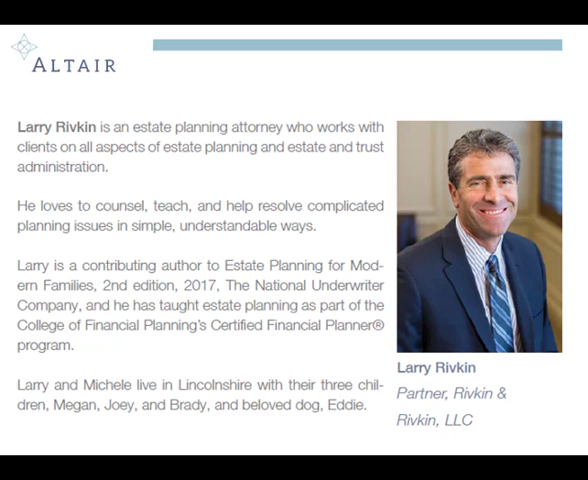 ALTAIR
Larry Rivkin is an estate planning attorney who works with
clients on all aspects of estate planning and estate and trust
administration.
He loves to counsel, teach, and help resolve complicated
planning issues in simple, understandable ways.
Larry is a contributing author to Estate Planning for Mod-
ern Families, 2nd edition, 2017, The National Underwriter
Company, and he has taught estate planning as part of the
College of Financial Planning's Certified Financial Planner®
program.
Larry and Michele live in Lincolnshire with their three chil-
dren, Megan, Joey, and Brady, and beloved dog, Eddie.
Larry Rivkin
Partner, Rivkin &
Rivkin, LLC